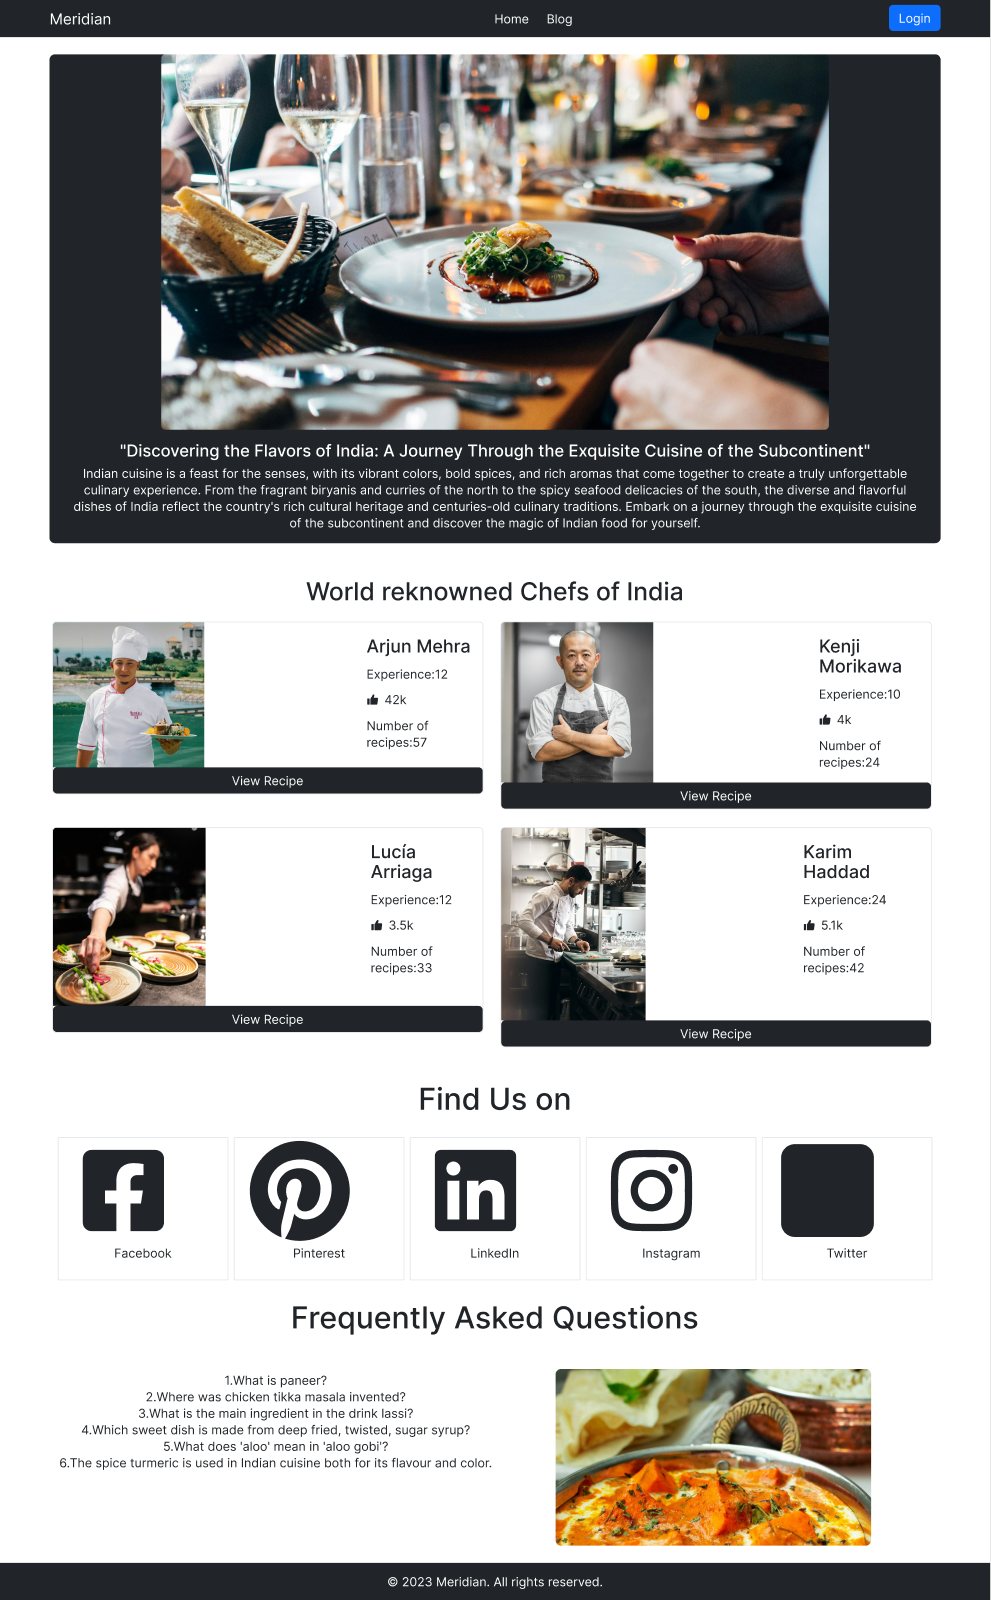 Meridian
Home Blog
Login
"Discovering the Flavors of India: A Journey Through the Exquisite Cuisine of the Subcontinent"
Indian cuisine is a feast for the senses, with its vibrant colors, bold spices, and rich aromas that come together to create a truly unforgettable
culinary experience. From the fragrant biryanis and curries of the north to the spicy seafood delicacies of the south, the diverse and flavorful
dishes of India reflect the country's rich cultural heritage and centuries-old culinary traditions. Embark on a journey through the exquisite cuisine
of the subcontinent and discover the magic of Indian food for yourself.
World reknowned Chefs of India
Arjun Mehra
Experience:12
42k
Number of
recipes:57
View Recipe
Kenji
Morikawa
Experience:10
4k
Number of
recipes:24
View Recipe
Lucía
Arriaga
Experience:12
3.5k
Number of
recipes:33
View Recipe
Karim
Haddad
Experience:24
5.1k
Number of
recipes:42
View Recipe
Find Us on
Facebook
Pinterest
LinkedIn
Instagram
Twitter
Frequently Asked Questions
1.What is paneer?
2.Where was chicken tikka masala invented?
3.What is the main ingredient in the drink lassi?
4.Which sweet dish is made from deep fried, twisted, sugar syrup?
5.What does 'aloo' mean in 'aloo gobi'?
6.The spice turmeric is used in Indian cuisine both for its flavour and color.
© 2023 Meridian. All rights reserved.